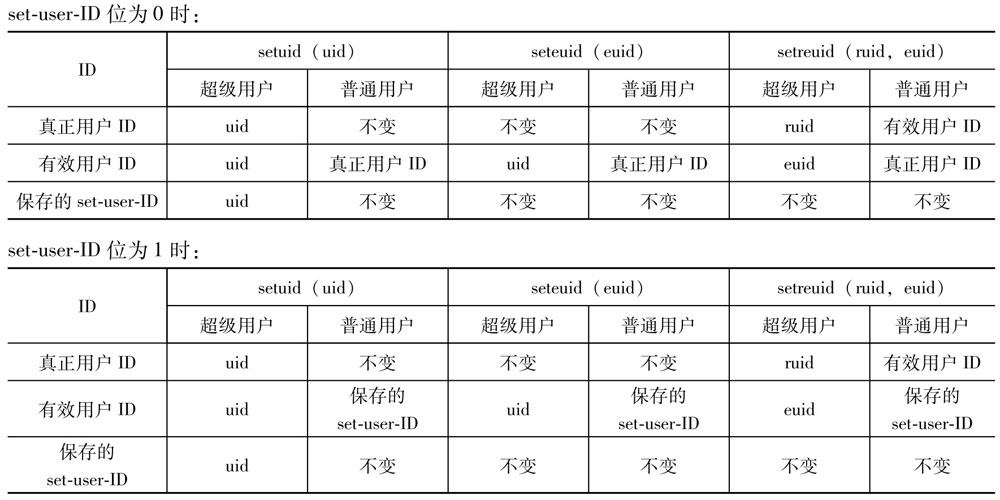 set-user-ID 位为 0 时：
ID setuid（uid） seteuid（euid） setreuid（ruid，euid）
超级用户 普通用户 超级用户 普通用户 超级用户 普通用户
真正用户 ID uid 不变 不变 不变 ruid 有效用户 ID
有效用户 ID uid 真正用户 ID uid 真正用户 ID euid 真正用户 ID
保存的 set-user-ID uid 不变 不变 不变 不变 不变
set-user-ID 位为 1 时：
ID setuid（uid） seteuid（euid） setreuid（ruid，euid）
超级用户 普通用户 超级用户 普通用户 超级用户 普通用户
真正用户 ID uid 不变 不变 不变 ruid 有效用户 ID
有效用户 ID uid 保存的 set-user-ID uid 保存的 set-user-ID euid 保存的 set-user-ID
保存的 set-user-ID uid 不变 不变 不变 不变 不变